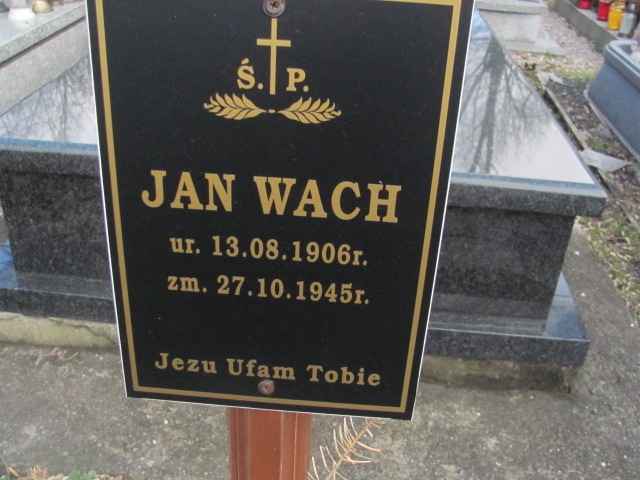 Ś. P.
JAN WACH
ur. 13.08.1906r.
zm. 27.10.1945r.
Jezu Ufam Tobie